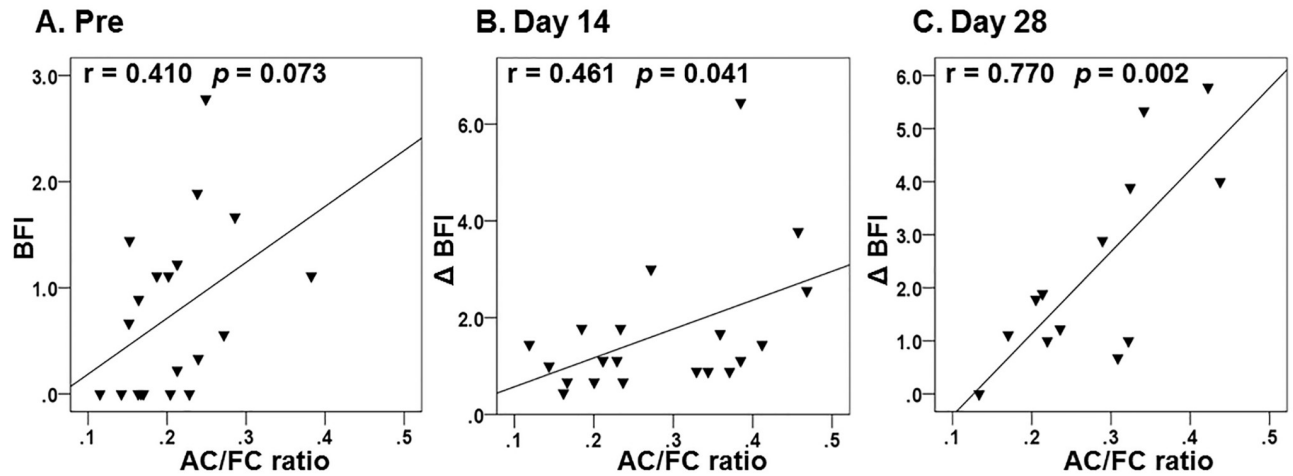 A. Pre
r = 0.410 p = 0.073
3.0
2.0
1.0
.0
BFI
.1 .2 .3 .4 .5
AC/FC ratio
B. Day 14
r = 0.461 p = 0.041
6.0
4.0
2.0
.0
Δ BFI
.1 .2 .3 .4 .5
AC/FC ratio
C. Day 28
r = 0.770 p = 0.002
6.0
5.0
4.0
3.0
2.0
1.0
.0
Δ BFI
.1 .2 .3 .4 .5
AC/FC ratio